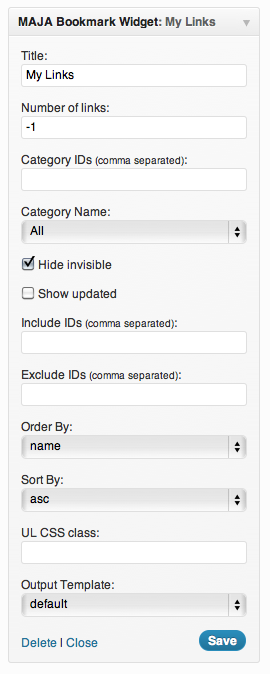 MAJA Bookmark Widget: My Links
Title:
My Links
Number of links:
-1
Category IDs (comma separated):
Category Name:
All
Hide invisible
Show updated
Include IDs (comma separated):
Exclude IDs (comma separated):
Order By:
name
Sort By:
asc
UL CSS class:
Output Template:
default
Delete | Close Save